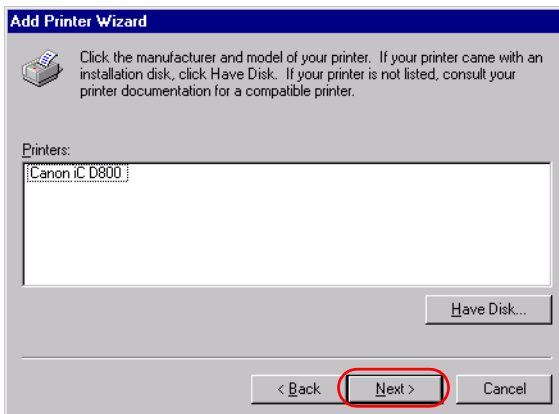 Add Printer Wizard
Click the manufacturer and model of your printer. If your printer came with an
installation disk, click Have Disk. If your printer is not listed, consult your
printer documentation for a compatible printer.
Printers:
Canon iC D800
Have Disk...
< Back
Next >
Cancel